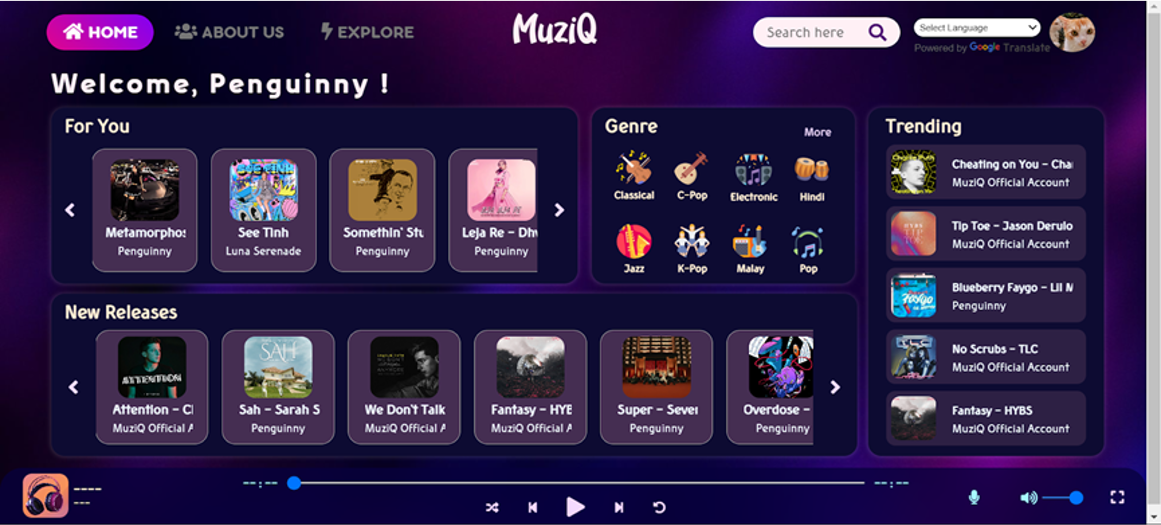 HOME
ABOUT US
EXPLORE
MuziQ
Search here
Select Language
Powered by Google Translate
Welcome, Penguinny !
For You
Metamorphos
Penguinny
See Tình
Luna Serenade
Somethin' Stu
Penguinny
Leja Re – Dhv
Penguinny
Genre
More
Classical
C-Pop
Electronic
Hindi
Jazz
K-Pop
Malay
Pop
Trending
Cheating on You – Cha
MuziQ Official Account
Tip Toe – Jason Derulo
MuziQ Official Account
Blueberry Faygo – Lil M
Penguinny
No Scrubs – TLC
MuziQ Official Account
Fantasy – HYBS
MuziQ Official Account
New Releases
ATTENTION
Attention – Cl
MuziQ Official A
SAH
Sah – Sarah S
Penguinny
We Don't Talk
MuziQ Official A
Fantasy – HYB
MuziQ Official A
Super – Sever
Penguinny
Overdose –
Penguinny
--:--
--:--
----
---